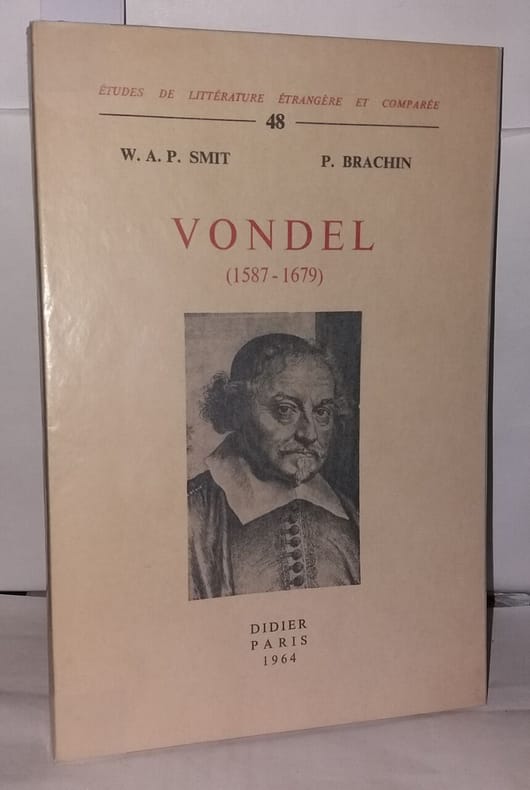 ÉTUDES DE LITTÉRATURE ÉTRANGÈRE ET COMPARÉE
48
W. A. P. SMIT P. BRACHIN
VONDEL
(1587-1679)
DIDIER
PARIS
1964